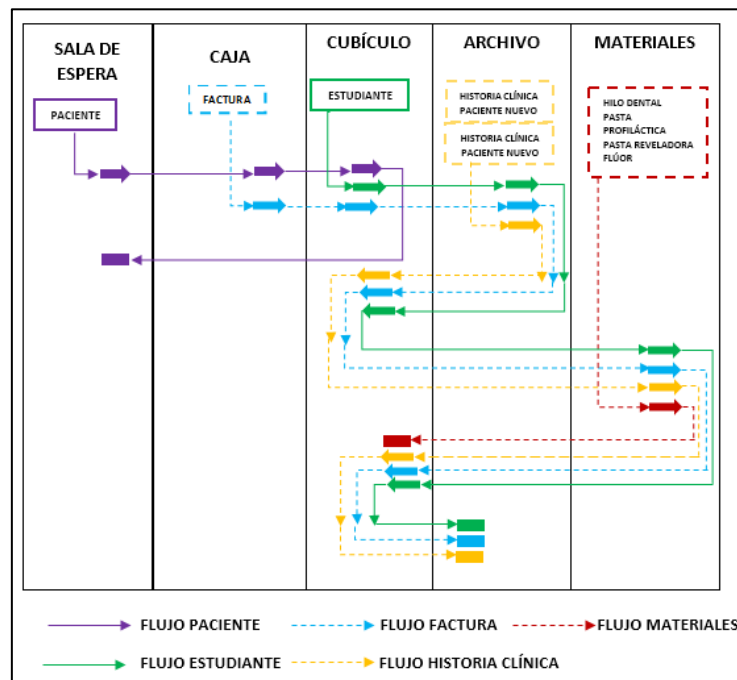 SALA DE
ESPERA
CAJA
CUBÍCULO
ARCHIVO
MATERIALES
PACIENTE
FACTURA
ESTUDIANTE
HISTORIA CLÍNICA
PACIENTE NUEVO
HISTORIA CLÍNICA
PACIENTE NUEVO
HILO DENTAL
PASTA
PROFILÁCTICA
PASTA REVELADORA
FLÚOR
FLUJO PACIENTE
FLUJO FACTURA
FLUJO MATERIALES
FLUJO ESTUDIANTE
FLUJO HISTORIA CLÍNICA